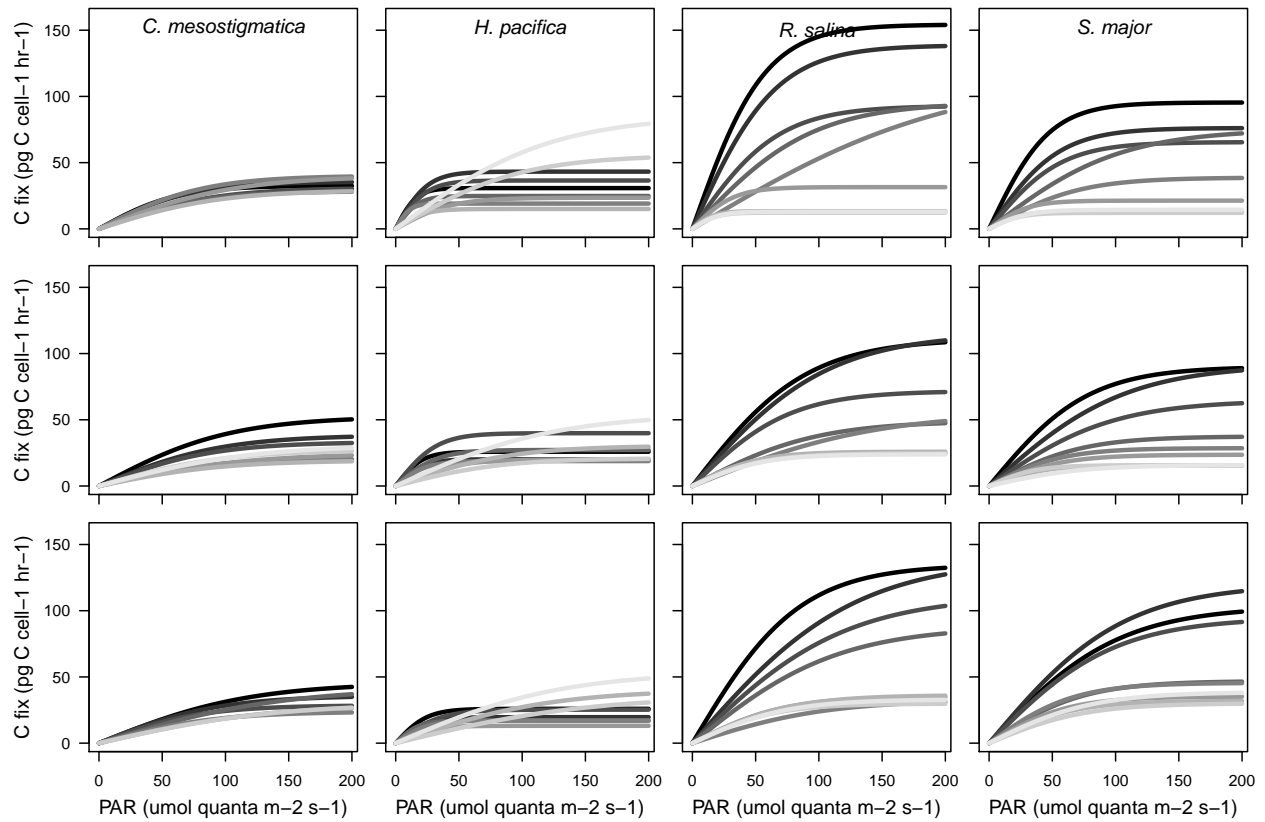 C. mesostigmatica
H. pacifica
R. salina
S. major
C fix (pg C cell−1 hr−1)
150
100
50
0
C fix (pg C cell−1 hr−1)
150
100
50
0
C fix (pg C cell−1 hr−1)
150
100
50
0
0 50 100 150 200
0 50 100 150 200
0 50 100 150 200
0 50 100 150 200
PAR (umol quanta m−2 s−1)
PAR (umol quanta m−2 s−1)
PAR (umol quanta m−2 s−1)
PAR (umol quanta m−2 s−1)